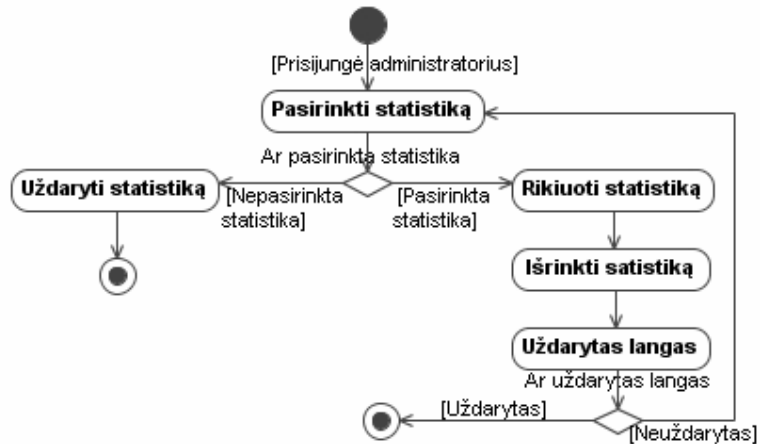 [Prisijungė administratorius]
Pasirinkti statistiką
Ar pasirinkta statistika
Uždaryti statistiką
[Nepasirinkta
statistika]
[Pasirinkta
statistika]
Rikiuoti statistiką
Išrinkti satistiką
Uždarytas langas
Ar uždarytas langas
[Uždarytas]
[Neuždarytas]